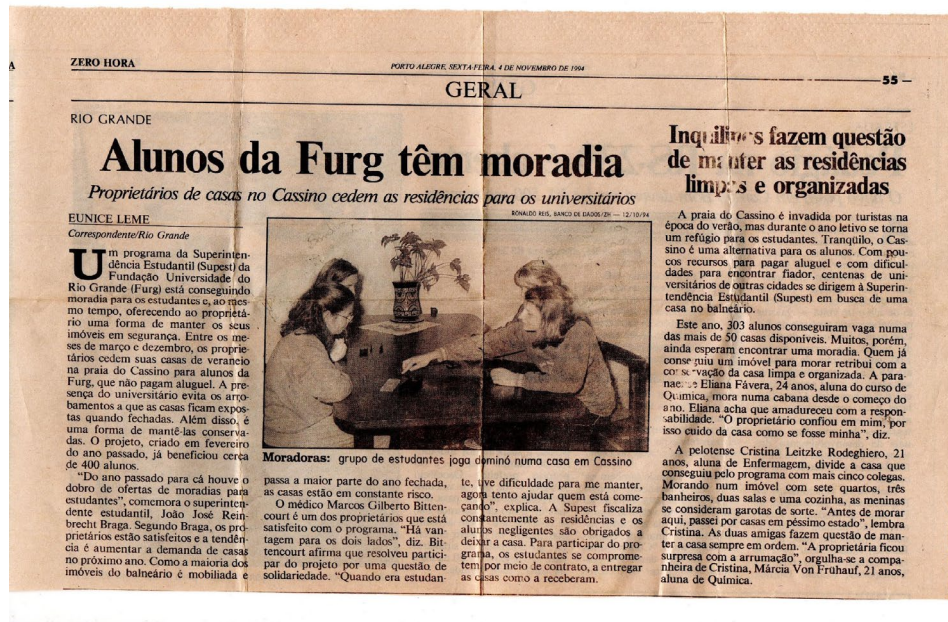 ZERO HORA
PORTO ALEGRE, SEXTA-FEIRA, 4 DE NOVEMBRO DE 1994
55 —
GERAL
RIO GRANDE
Alunos da Furg têm moradia
Proprietários de casas no Cassino cedem as residências para os universitários
EUNICE LEME
Correspondente/Rio Grande
Um programa da Superinten-
dência Estudantil (Supest) da
Fundação Universidade do
Rio Grande (Furg) está conseguindo
moradia para os estudantes e, ao mes-
mo tempo, oferecendo ao proprietá-
rio uma forma de manter os seus
imóveis em segurança. Entre os me-
ses de março e dezembro, os proprie-
tários cedem suas casas de veraneio
na praia do Cassino para alunos da
Furg, que não pagam aluguel. A pre-
sença do universitário evita os arrom-
bamentos a que as casas ficam expos-
tas quando fechadas. Além disso, é
uma forma de mantê-las conserva-
das. O projeto, criado em fevereiro
do ano passado, já beneficiou cerca
de 400 alunos.
"Do ano passado para cá houve o
dobro de ofertas de moradias para
estudantes", comemora o superinten-
dente estudantil, João José Rein-
brecht Braga. Segundo Braga, os pro-
prietários estão satisfeitos e a tendên-
cia é aumentar a demanda de casas
no próximo ano. Como a maioria dos
imóveis do balneário é mobiliada e
RONALDO REIS, BANCO DE DADOS/ZH — 12/10/94
Moradoras: grupo de estudantes joga dominó numa casa em Cassino
passa a maior parte do ano fechada,
as casas estão em constante risco.
O médico Marcos Gilberto Bitten-
court é um dos proprietários que está
satisfeito com o programa. "Há van-
tagem para os dois lados", diz. Bit-
tencourt afirma que resolveu partici-
par do projeto por uma questão de
solidariedade. "Quando era estudan-
te, tive dificuldade para me manter,
agora tento ajudar quem está come-
çando", explica. A Supest fiscaliza
constantemente as residências e os
alunos negligentes são obrigados a
deixar a casa. Para participar do pro-
grama, os estudantes se comprome-
tem, por meio de contrato, a entregar
as casas como a receberam.
Inquilinos fazem questão
de manter as residências
limpas e organizadas
A praia do Cassino é invadida por turistas na
época do verão, mas durante o ano letivo se torna
um refúgio para os estudantes. Tranqüilo, o Cas-
sino é uma alternativa para os alunos. Com pou-
cos recursos para pagar aluguel e com dificul-
dades para encontrar fiador, centenas de uni-
versitários de outras cidades se dirigem à Superin-
tendência Estudantil (Supest) em busca de uma
casa no balneário.
Este ano, 303 alunos conseguiram vaga numa
das mais de 50 casas disponíveis. Muitos, porém,
ainda esperam encontrar uma moradia. Quem já
conseguiu um imóvel para morar retribui com a
conservação da casa limpa e organizada. A para-
naense Eliana Fávera, 24 anos, aluna do curso de
Química, mora numa cabana desde o começo do
ano. Eliana acha que amadureceu com a respon-
sabilidade. "O proprietário confiou em mim, por
isso cuido da casa como se fosse minha", diz.
A pelotense Cristina Leitzke Rodeghiero, 21
anos, aluna de Enfermagem, divide a casa que
conseguiu pelo programa com mais cinco colegas.
Morando num imóvel com sete quartos, três
banheiros, duas salas e uma cozinha, as meninas
se consideram garotas de sorte. "Antes de morar
aqui, passei por casas em péssimo estado", lembra
Cristina. As duas amigas fazem questão de man-
ter a casa sempre em ordem. "A proprietária ficou
surpresa com a arrumação", orgulha-se a compa-
nheira de Cristina, Márcia Von Frühauf, 21 anos,
aluna de Química.